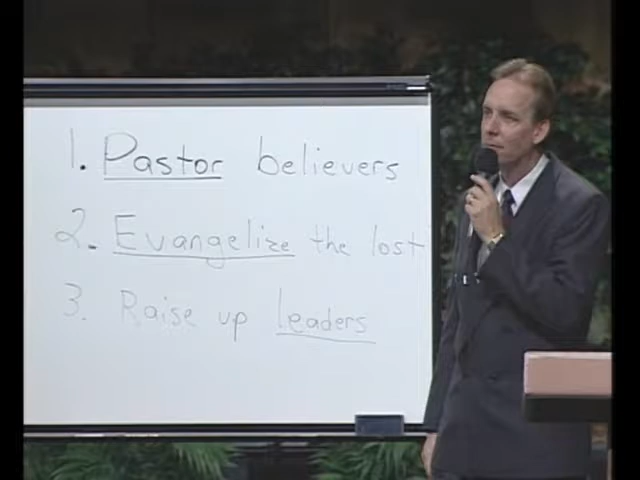 1. Pastor believers
2. Evangelize the lost
3. Raise up leaders